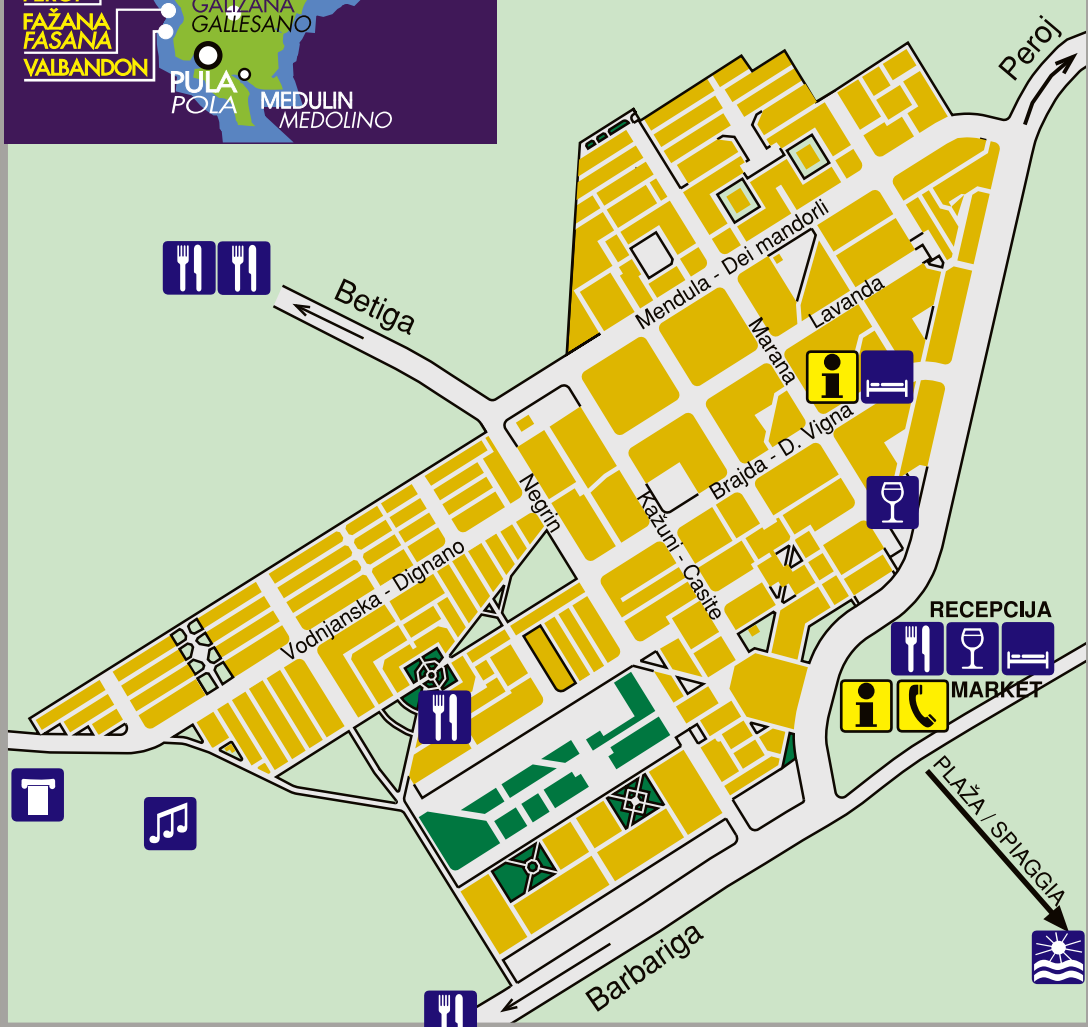 GALIŽANA
GALLESANO
FAŽANA
FASANA
VALBANDON
PULA
POLA
MEDULIN
MEDOLINO
Peroj
Betiga
Mendula - Dei mandorli
Marana
Lavanda
Brajda - D. Vigna
Negrin
Kažuni - Casite
Vodnjanska - Dignano
RECEPCIJA
MARKET
PLAŽA / SPIAGGIA
Barbariga